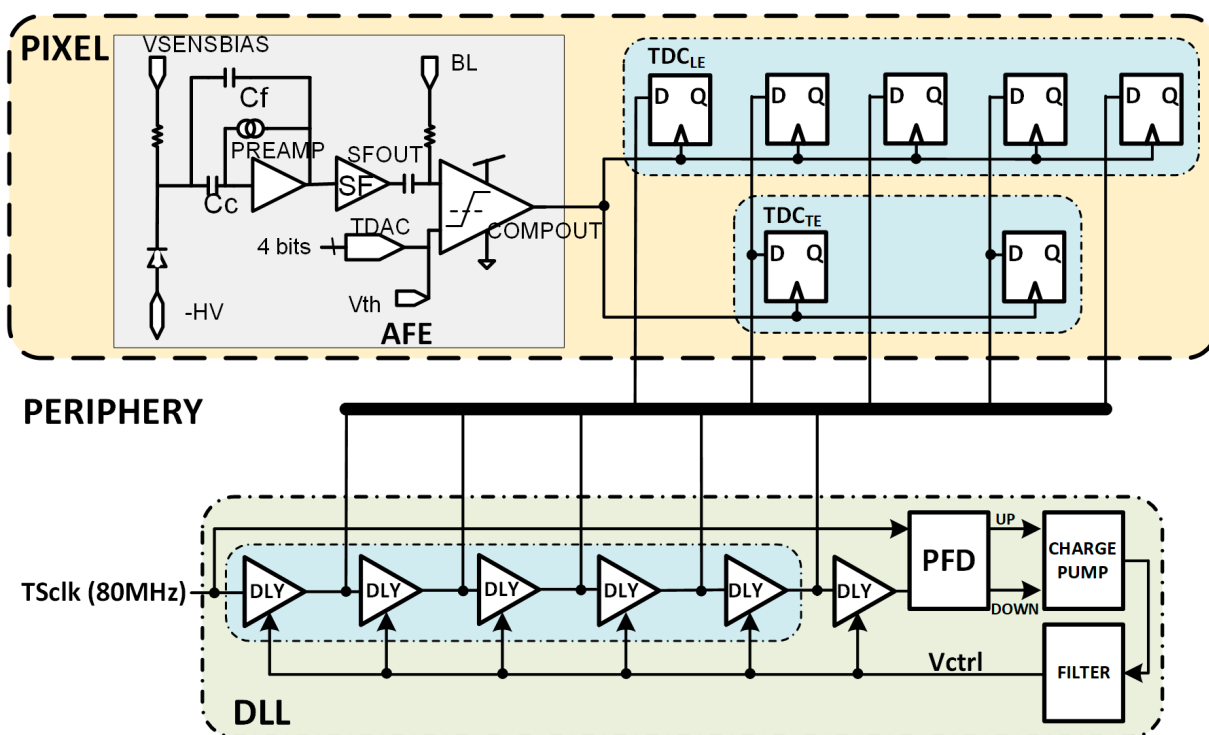 PIXEL
VSENSBIAS
BL
Cf
PREAMP
SFOUT
SF
Cc
TDAC
4 bits
COMPOUT
Vth
-HV
AFE
TDCLE
D Q
D Q
D Q
D Q
D Q
TDCTE
D Q
D Q
PERIPHERY
TSclk (80MHz)
DLY
DLY
DLY
DLY
DLY
DLY
PFD
UP
DOWN
CHARGE
PUMP
Vctrl
FILTER
DLL